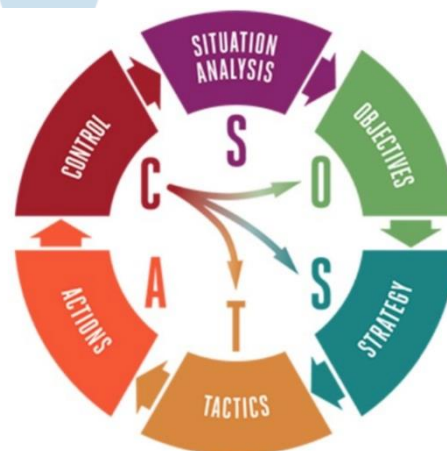 SITUATION
ANALYSIS
OBJECTIVES
STRATEGY
TACTICS
ACTIONS
CONTROL
S
O
S
T
A
C